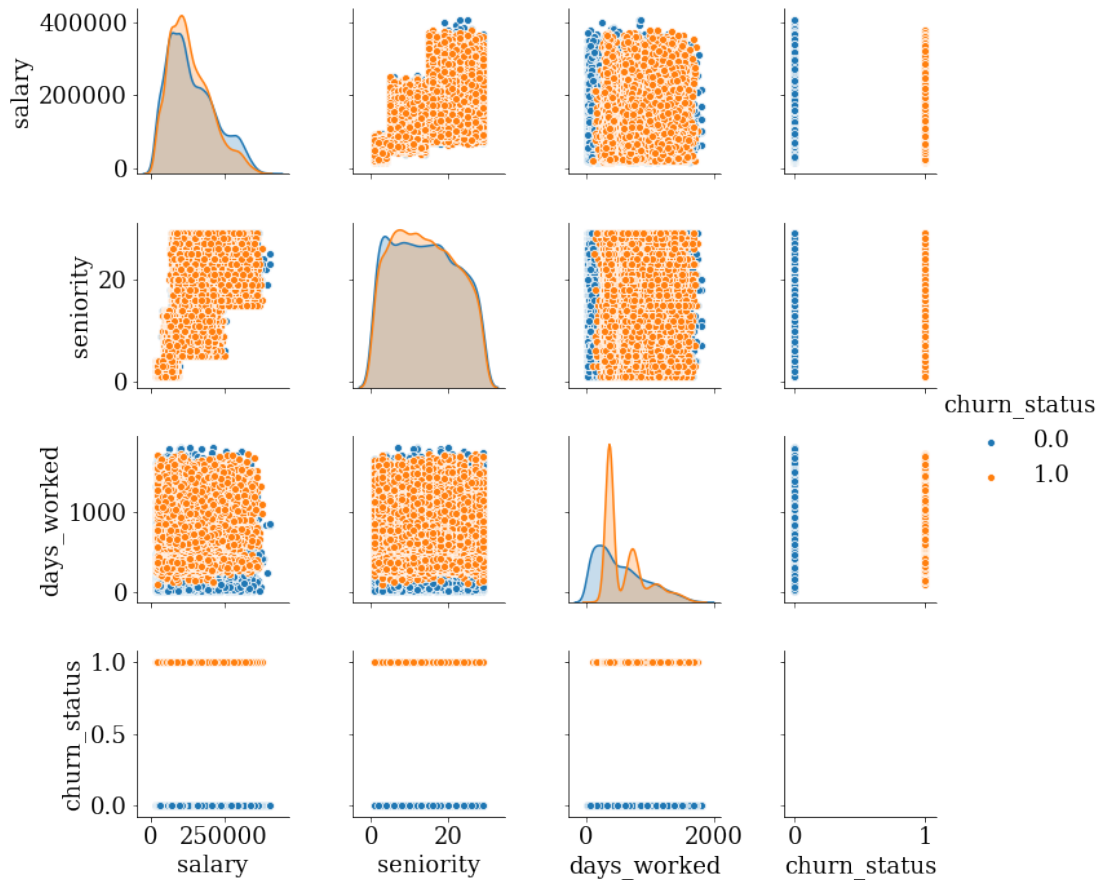 400000
200000
0
salary
20
0
seniority
1000
0
days_worked
1.0
0.5
0.0
churn_status
0 250000
salary
0 20
seniority
0 2000
days_worked
0 1
churn_status
churn_status
0.0
1.0